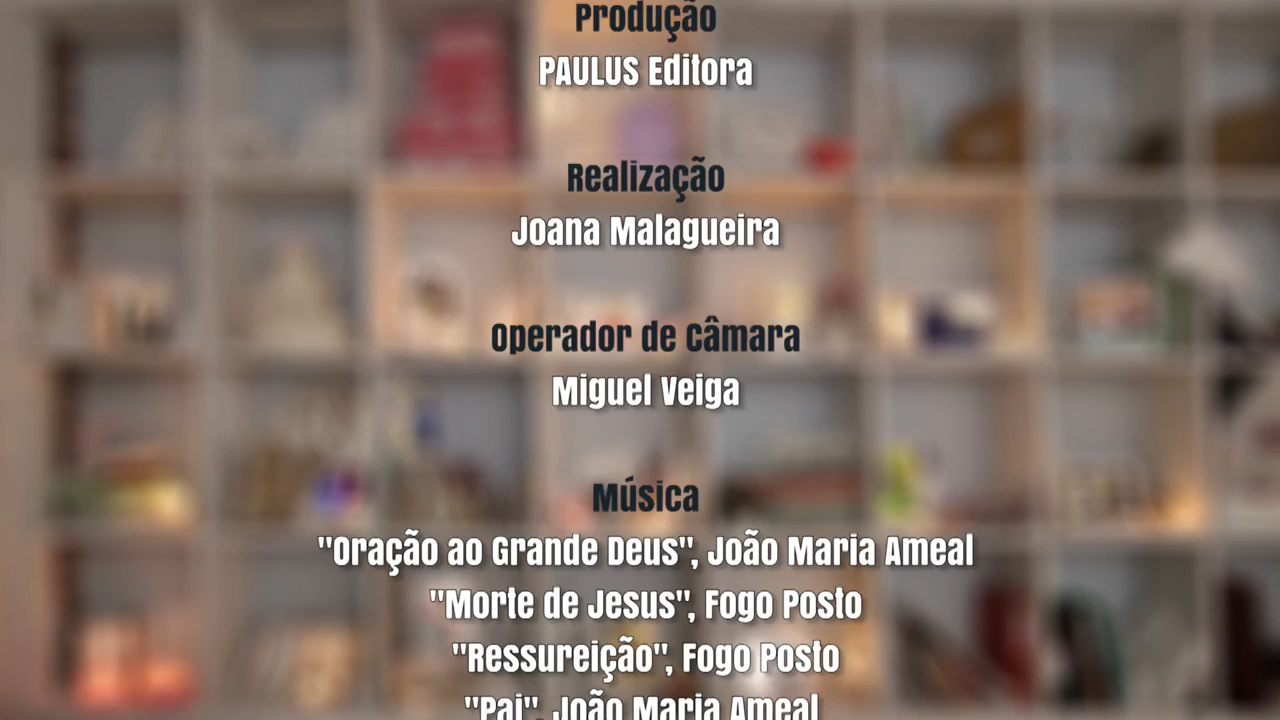 Produção
PAULUS Editora
Realização
Joana Malagueira
Operador de Câmara
Miguel Veiga
Música
"Oração ao Grande Deus", João Maria Ameal
"Morte de Jesus", Fogo Posto
"Ressureição", Fogo Posto
"Pai", João Maria Ameal